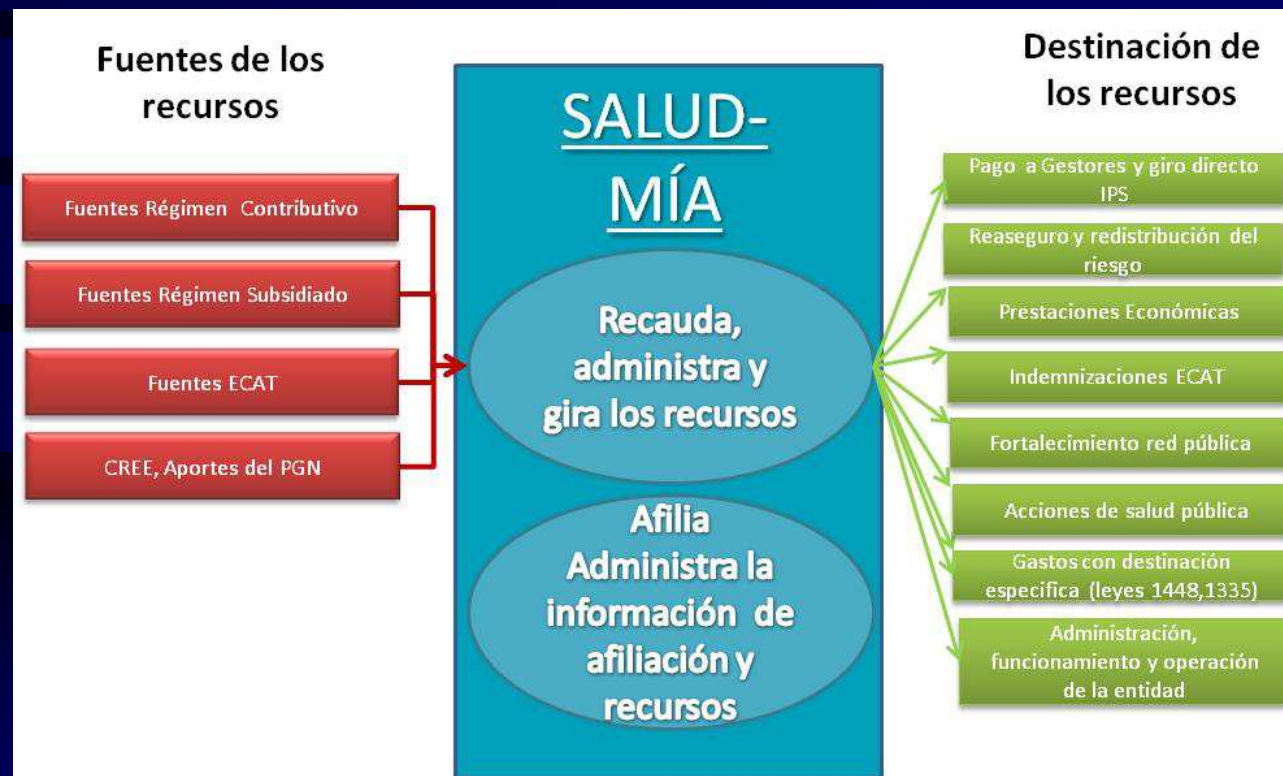 Fuentes de los
recursos
Fuentes Régimen Contributivo
Fuentes Régimen Subsidiado
Fuentes ECAT
CREE, Aportes del PGN
SALUD-
MÍA
Recauda,
administra y
gira los recursos
Afilia
Administra la
información de
afiliación y
recursos
Destinación de
los recursos
Pago a Gestores y giro directo
IPS
Reaseguro y redistribución del
riesgo
Prestaciones Económicas
Indemnizaciones ECAT
Fortalecimiento red pública
Acciones de salud pública
Gastos con destinación
especifica (leyes 1448,1335)
Administración,
funcionamiento y operación
de la entidad